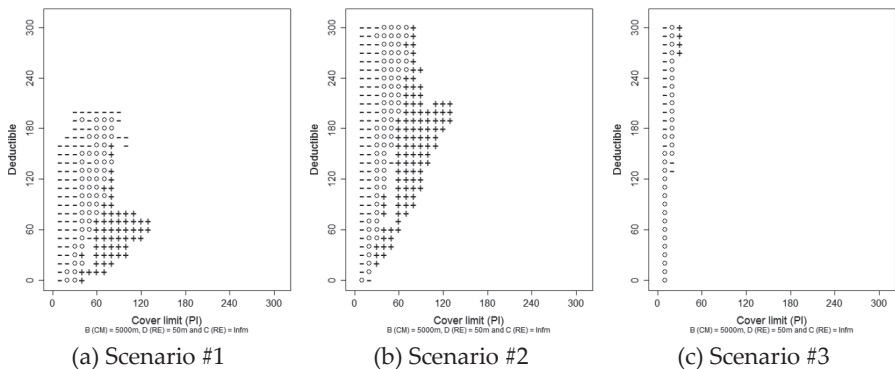 Deductible
0 60 120 180 240 300
0 60 120 180 240 300
Cover limit (PI)
B (CM) = 5000m, D (RE) = 50m and C (RE) = Infm
(a) Scenario #1
Deductible
0 60 120 180 240 300
0 60 120 180 240 300
Cover limit (PI)
B (CM) = 5000m, D (RE) = 50m and C (RE) = Infm
(b) Scenario #2
Deductible
0 60 120 180 240 300
0 60 120 180 240 300
Cover limit (PI)
B (CM) = 5000m, D (RE) = 50m and C (RE) = Infm
(c) Scenario #3